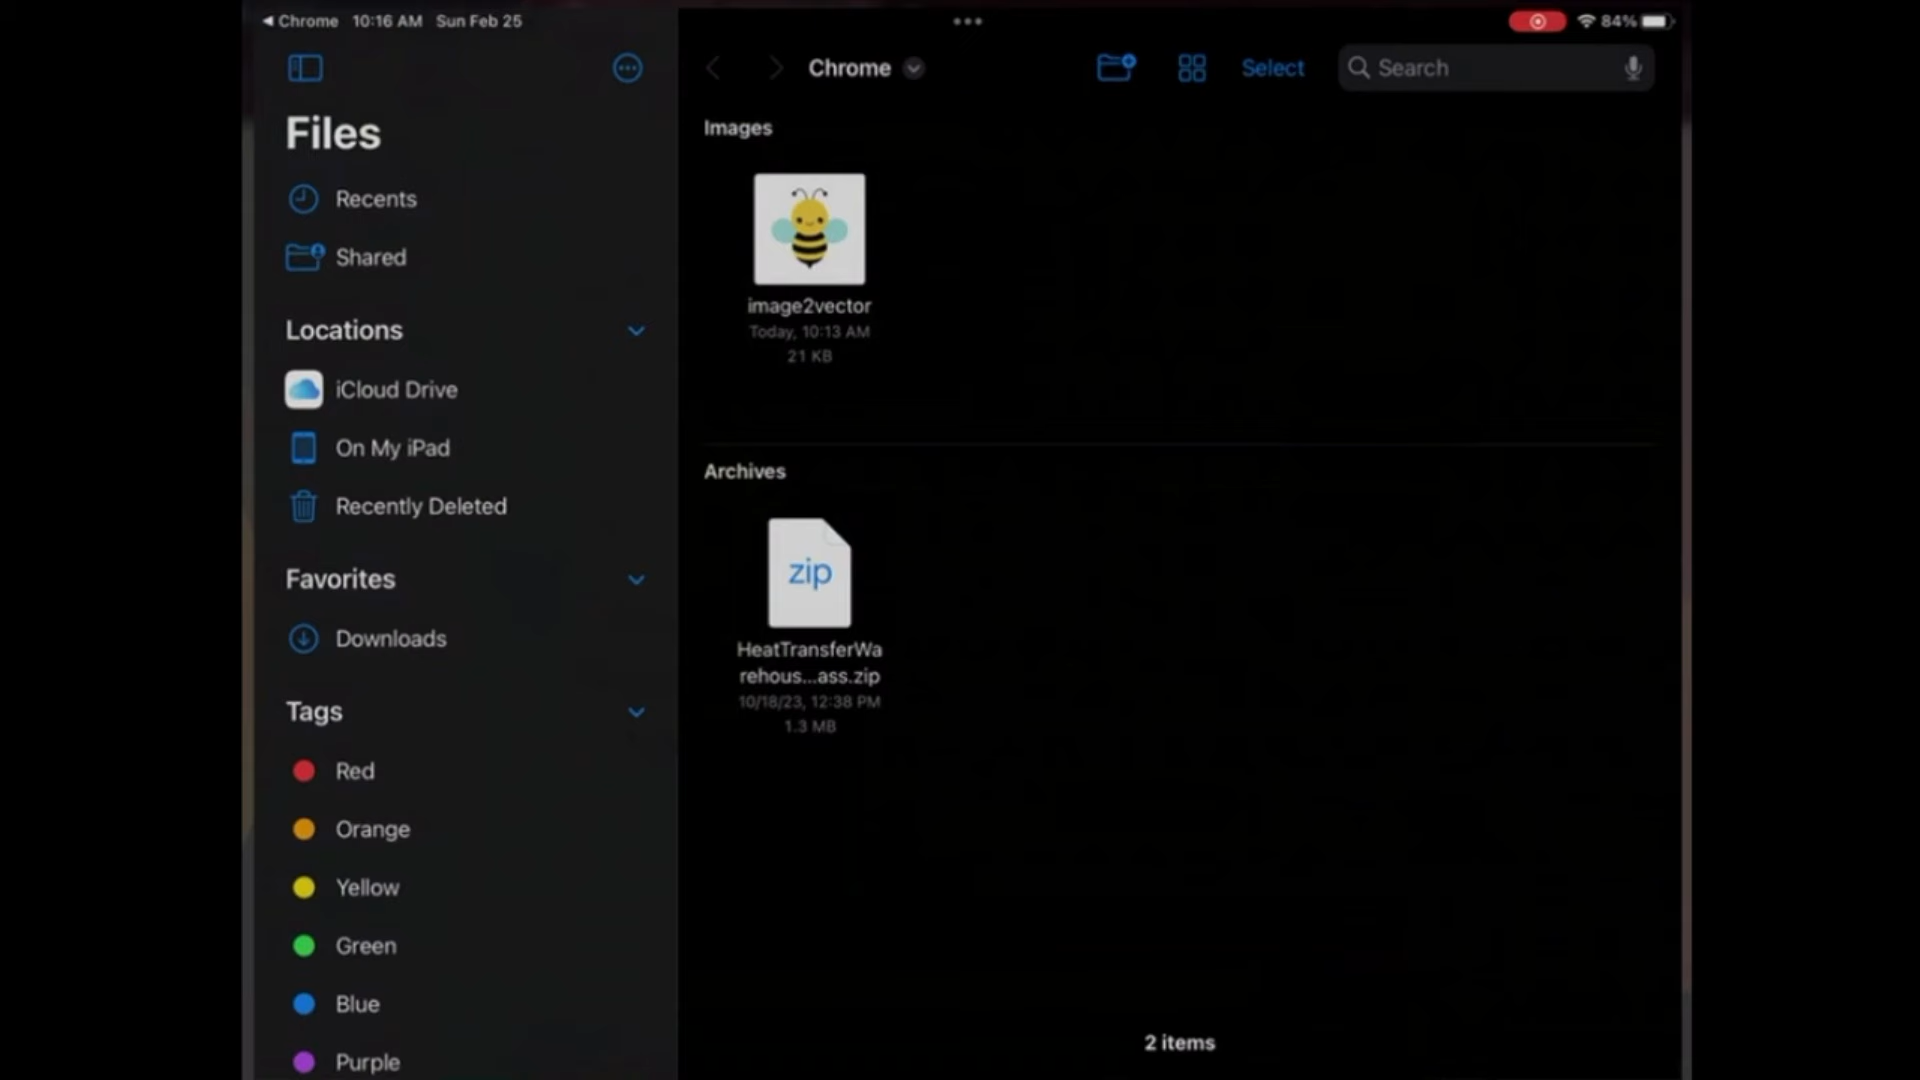 ◀ Chrome 10:16 AM Sun Feb 25
84%
Files
Recents
Shared
Locations
iCloud Drive
On My iPad
Recently Deleted
Favorites
Downloads
Tags
Red
Orange
Yellow
Green
Blue
Purple
Chrome
Select
Search
Images
image2vector
Today, 10:13 AM
21 KB
Archives
zip
HeatTransferWa
rehous...ass.zip
10/18/23, 12:38 PM
1.3 MB
2 items